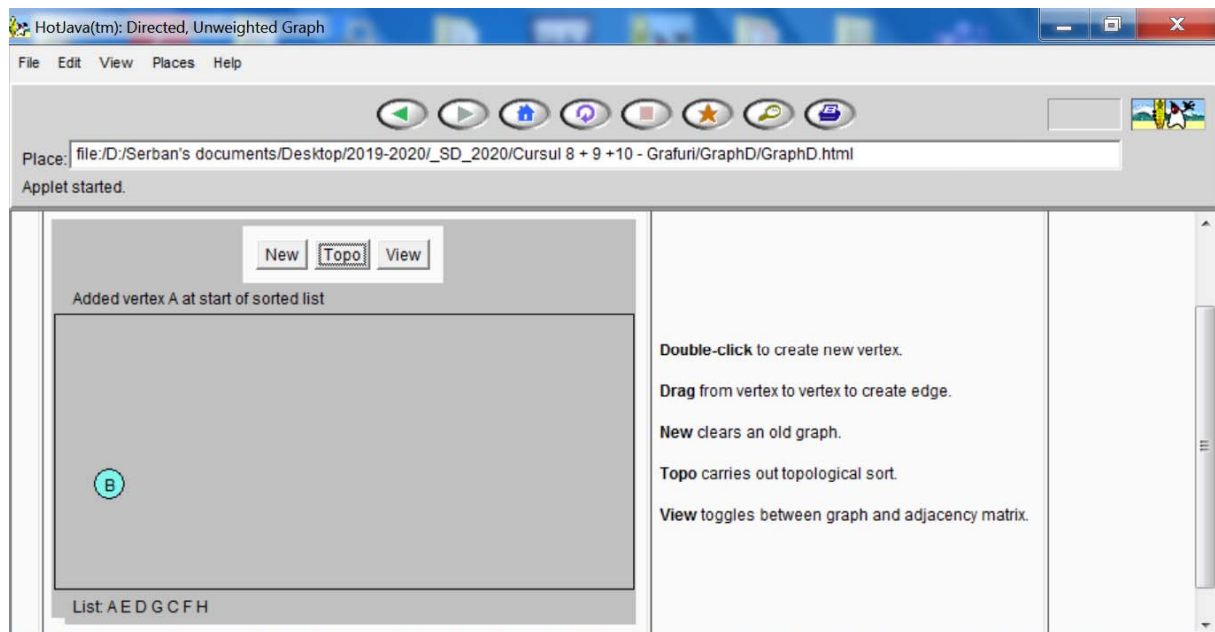 HotJava(tm): Directed, Unweighted Graph
File Edit View Places Help
Place: file:/D:/Serban's documents/Desktop/2019-2020/_SD_2020/Cursul 8 + 9 +10 - Grafuri/GraphD/GraphD.html
Applet started.
New Topo View
Added vertex A at start of sorted list
B
List: A E D G C F H
Double-click to create new vertex.
Drag from vertex to vertex to create edge.
New clears an old graph.
Topo carries out topological sort.
View toggles between graph and adjacency matrix.